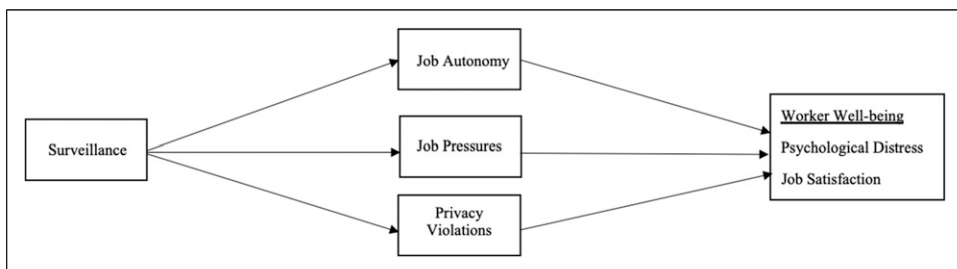 Surveillance
Job Autonomy
Job Pressures
Privacy
Violations
Worker Well-being
Psychological Distress
Job Satisfaction